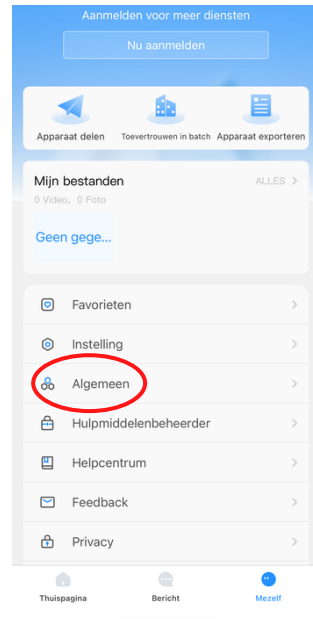 Aanmelden voor meer diensten
Nu aanmelden
Apparaat delen Toevertrouwen in batch Apparaat exporteren
Mijn bestanden ALLES >
0 Video, 0 Foto
Geen gege...
Favorieten
Instelling
Algemeen
Hulpmiddelenbeheerder
Helpcentrum
Feedback
Privacy
Thuispagina Bericht Mezelf